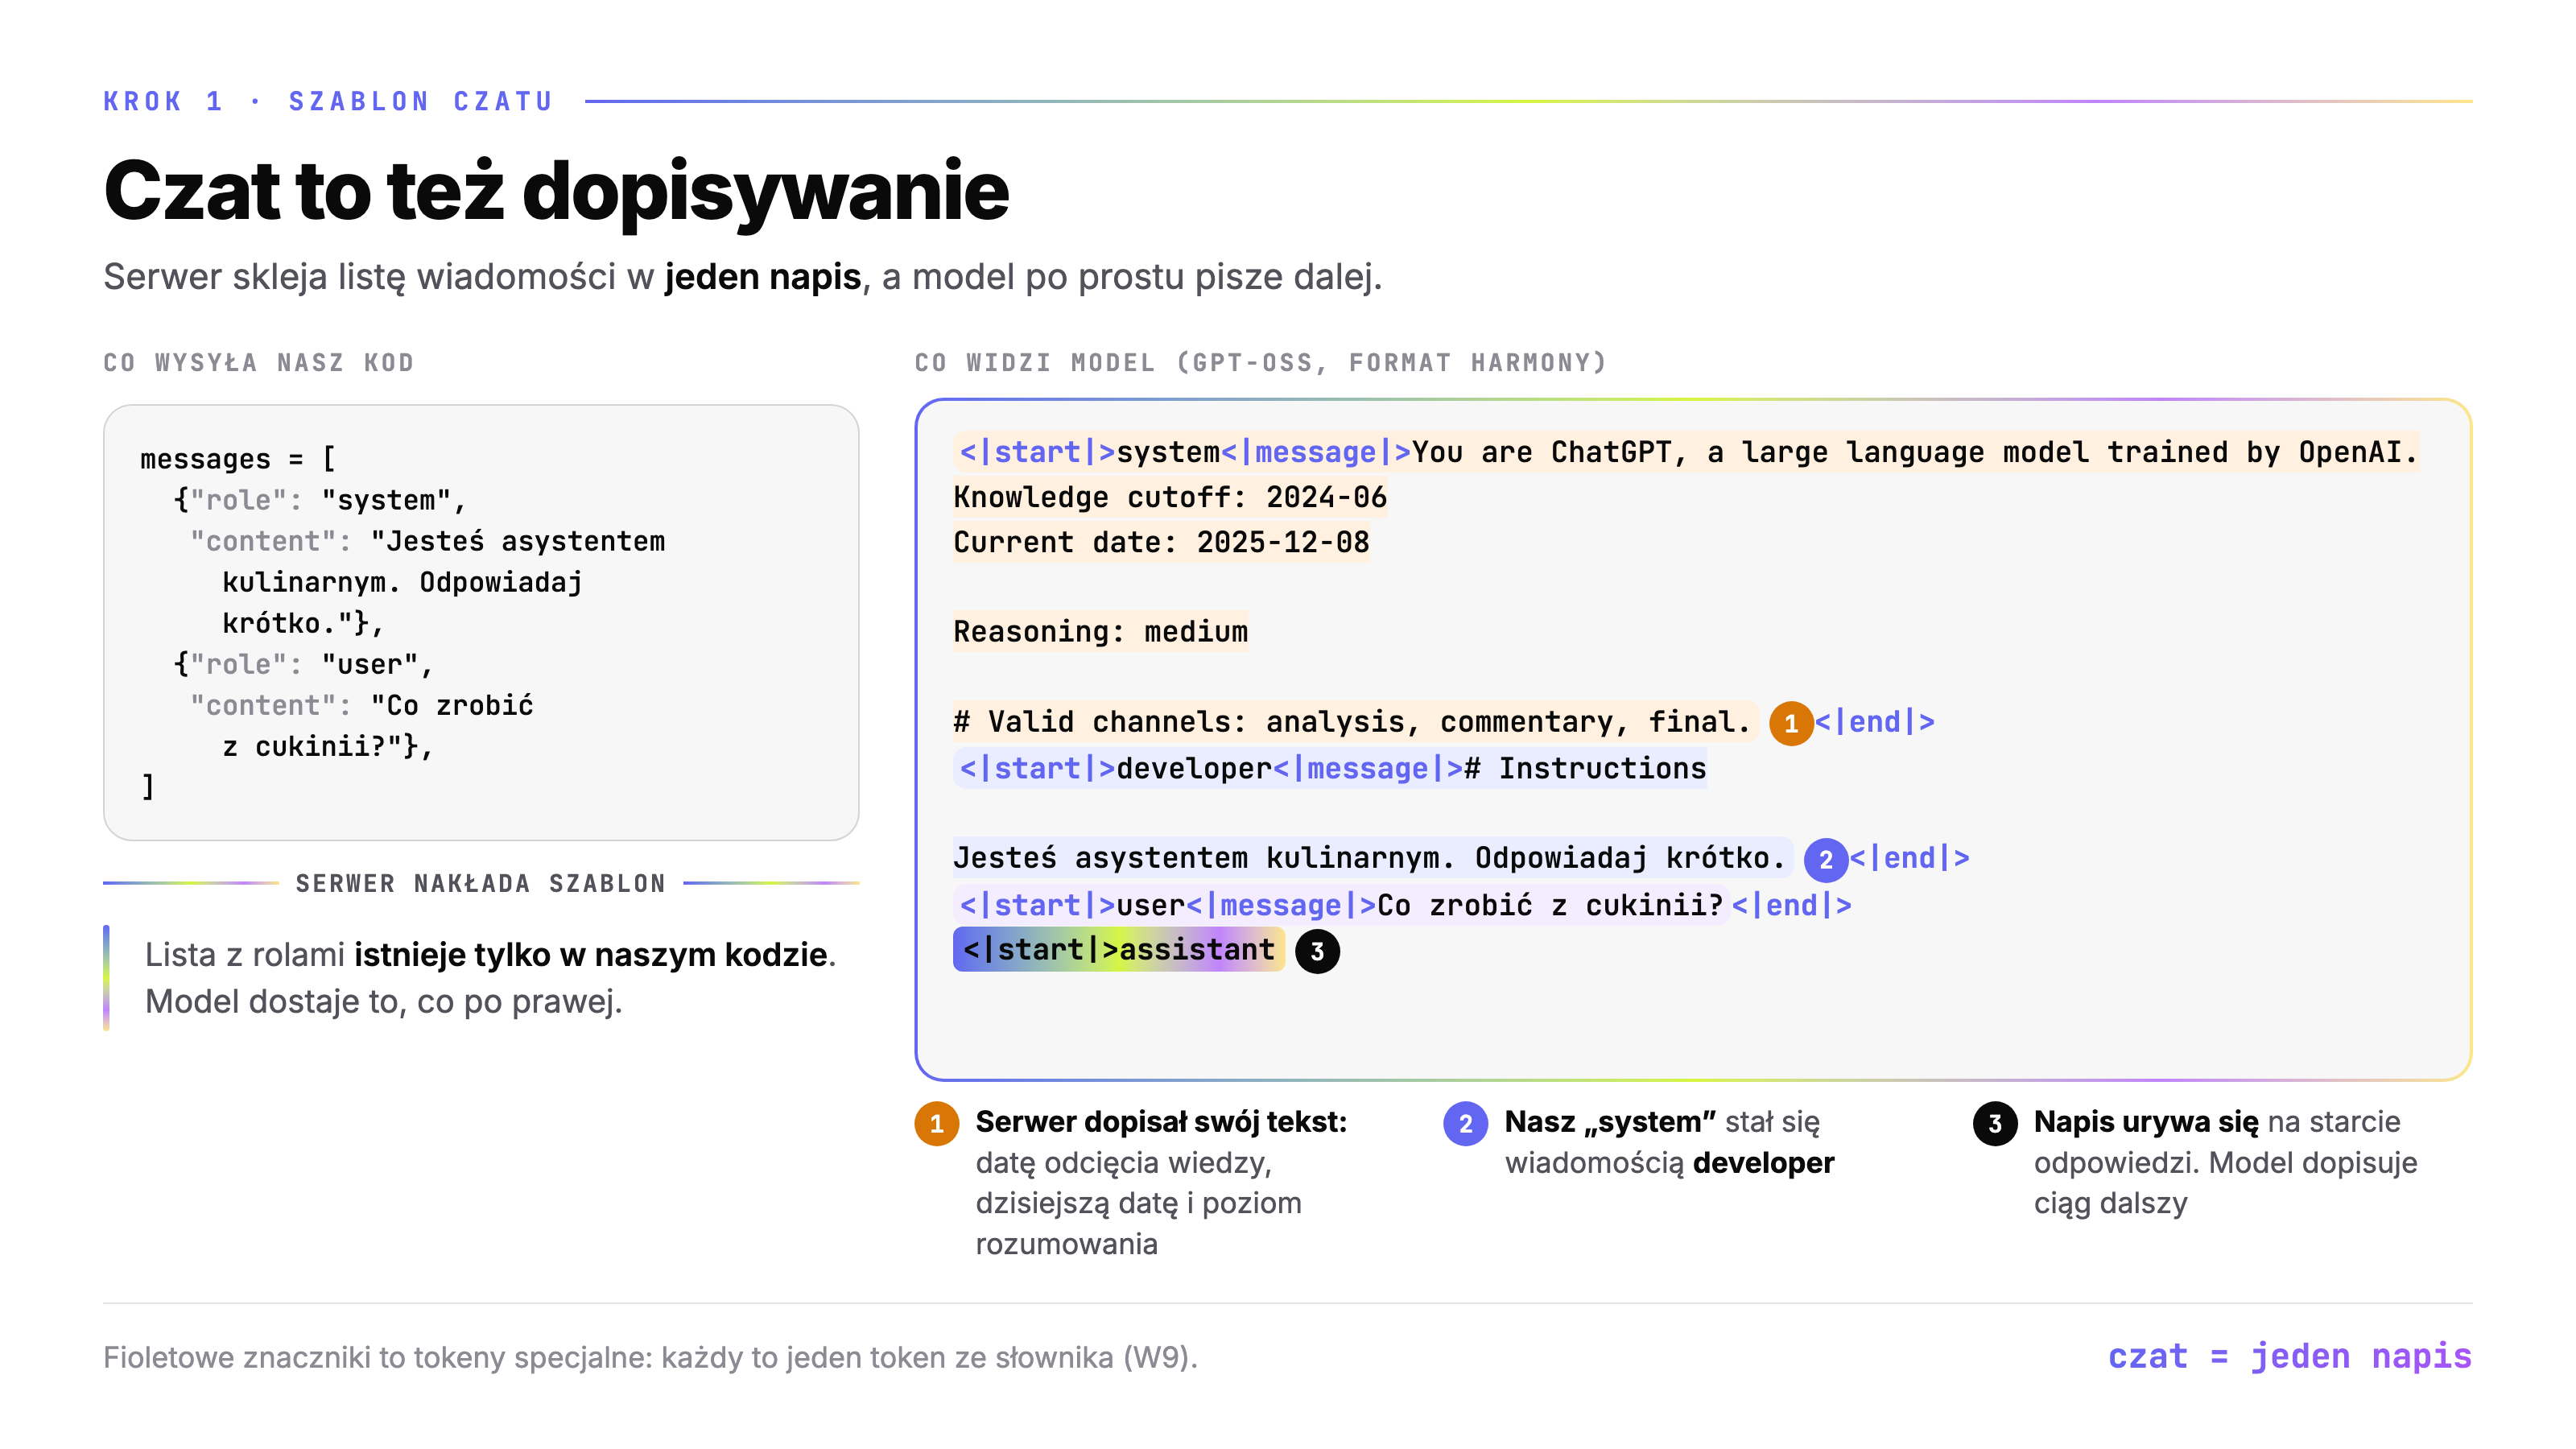 KROK 1 · SZABLON CZATU
Czat to też dopisywanie
Serwer skleja listę wiadomości w jeden napis, a model po prostu pisze dalej.
CO WYSYŁA NASZ KOD
messages = [
{"role": "system",
"content": "Jesteś asystentem
kulinarnym. Odpowiadaj
krótko."},
{"role": "user",
"content": "Co zrobić
z cukinii?"},
]
SERWER NAKŁADA SZABLON
Lista z rolami istnieje tylko w naszym kodzie.
Model dostaje to, co po prawej.
CO WIDZI MODEL (GPT-OSS, FORMAT HARMONY)
<|start|>system<|message|>You are ChatGPT, a large language model trained by OpenAI.
Knowledge cutoff: 2024-06
Current date: 2025-12-08
Reasoning: medium
# Valid channels: analysis, commentary, final. 1 <|end|>
<|start|>developer<|message|># Instructions
Jesteś asystentem kulinarnym. Odpowiadaj krótko. 2 <|end|>
<|start|>user<|message|>Co zrobić z cukinii?<|end|>
<|start|>assistant 3
1 Serwer dopisał swój tekst:
datę odcięcia wiedzy,
dzisiejszą datę i poziom
rozumowania
2 Nasz „system” stał się
wiadomością developer
3 Napis urywa się na starcie
odpowiedzi. Model dopisuje
ciąg dalszy
Fioletowe znaczniki to tokeny specjalne: każdy to jeden token ze słownika (W9).
czat = jeden napis